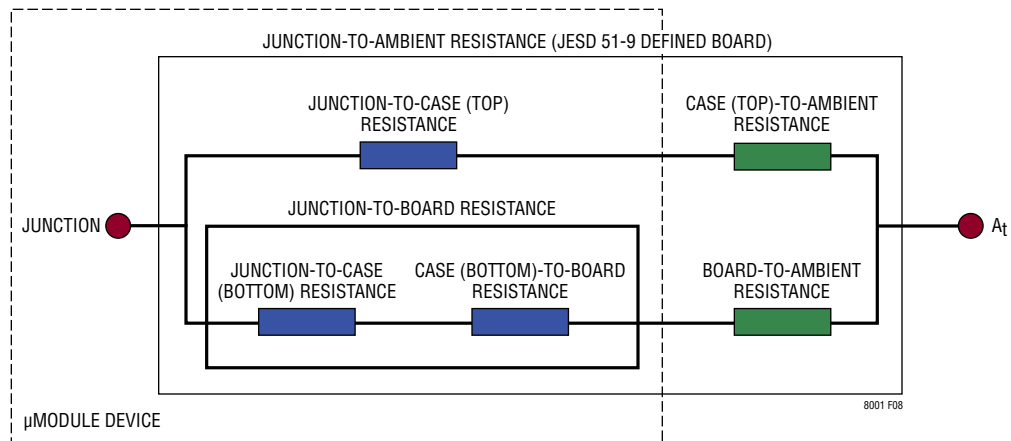 JUNCTION-TO-AMBIENT RESISTANCE (JESD 51-9 DEFINED BOARD)
JUNCTION-TO-CASE (TOP)
RESISTANCE
CASE (TOP)-TO-AMBIENT
RESISTANCE
JUNCTION-TO-BOARD RESISTANCE
JUNCTION
At
JUNCTION-TO-CASE
(BOTTOM) RESISTANCE
CASE (BOTTOM)-TO-BOARD
RESISTANCE
BOARD-TO-AMBIENT
RESISTANCE
8001 F08
µMODULE DEVICE